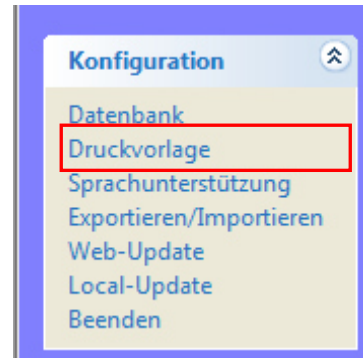 Konfiguration
Datenbank
Druckvorlage
Sprachunterstützung
Exportieren/Importieren
Web-Update
Local-Update
Beenden